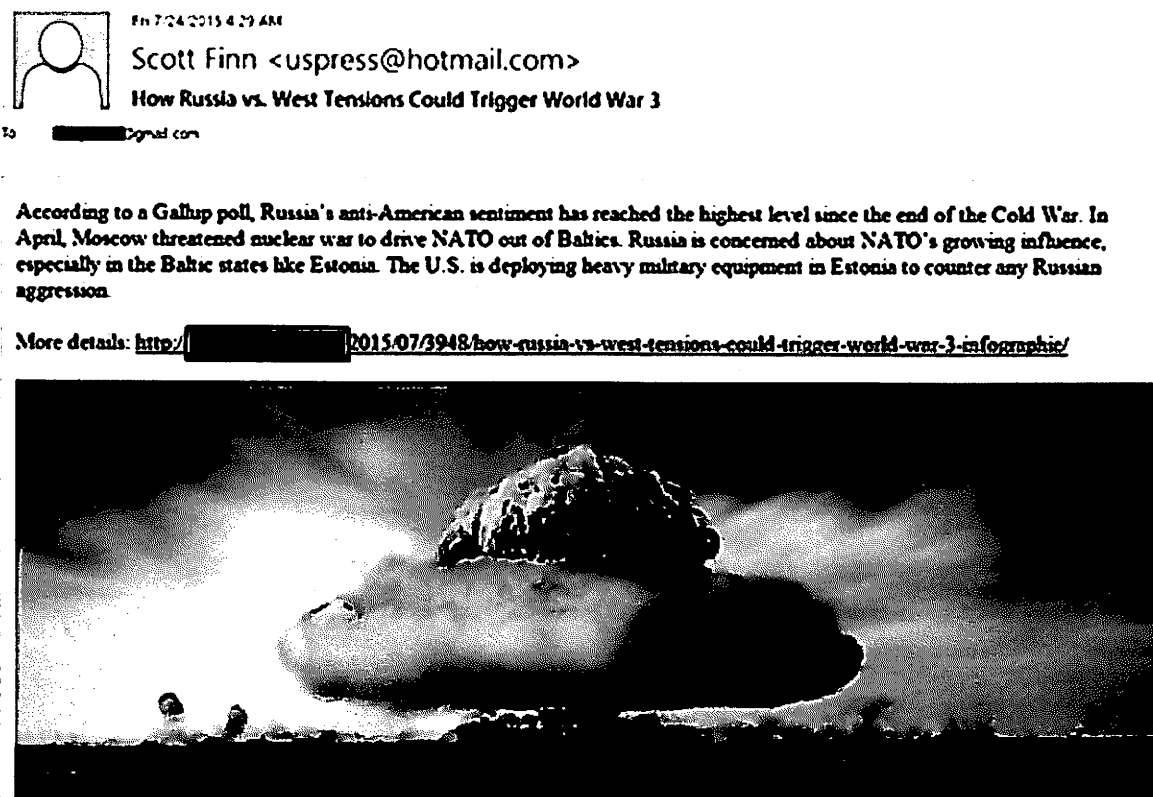 Fri 7/24/2015 4:29 AM
Scott Finn <uspress@hotmail.com>
How Russia vs. West Tensions Could Trigger World War 3
To @gmail.com
According to a Gallup poll, Russia's anti-American sentiment has reached the highest level since the end of the Cold War. In
April, Moscow threatened nuclear war to drive NATO out of Baltics. Russia is concerned about NATO's growing influence,
especially in the Baltic states like Estonia. The U.S. is deploying heavy military equipment in Estonia to counter any Russian
aggression.
More details: http:/ 2015/07/3948/how-russia-vs-west-tensions-could-trigger-world-war-3-infographic/